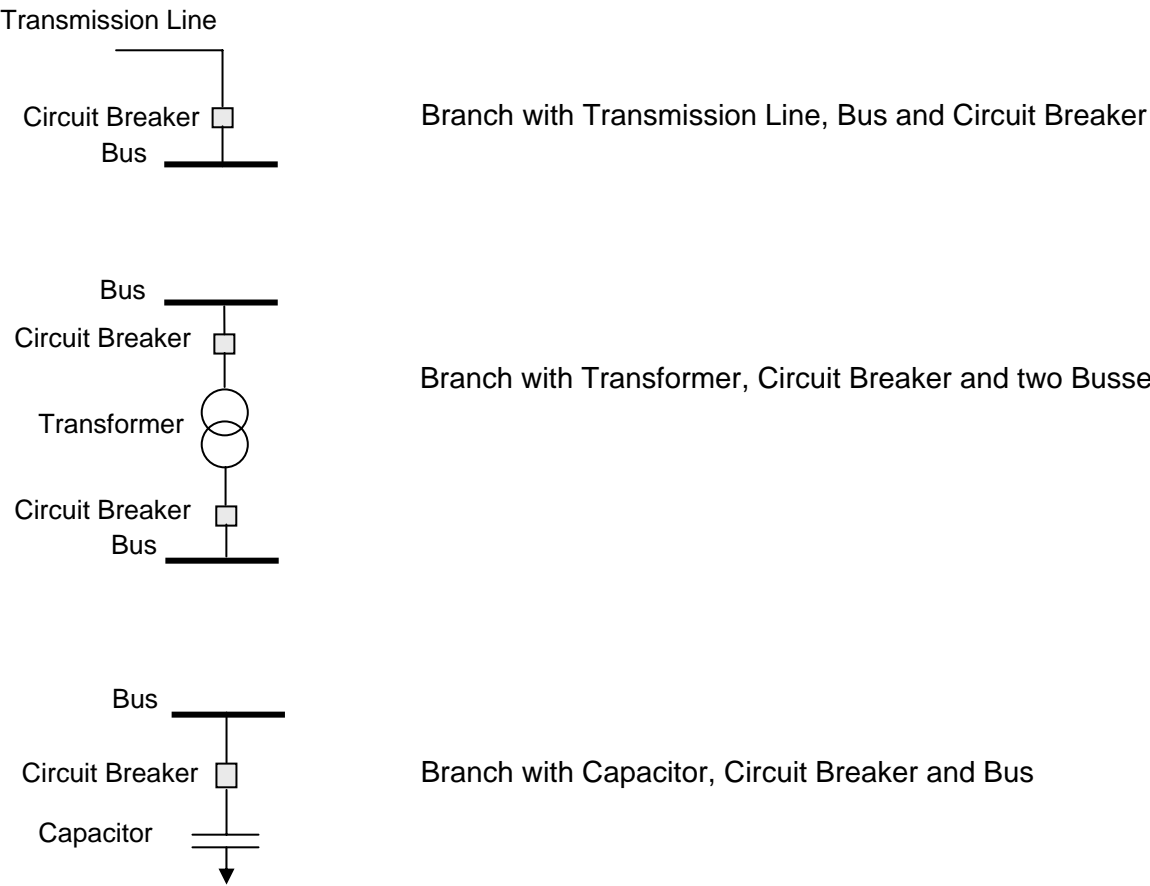 Transmission Line
Circuit Breaker
Bus
Branch with Transmission Line, Bus and Circuit Breaker
Bus
Circuit Breaker
Transformer
Circuit Breaker
Bus
Branch with Transformer, Circuit Breaker and two Busse
Bus
Circuit Breaker
Capacitor
Branch with Capacitor, Circuit Breaker and Bus